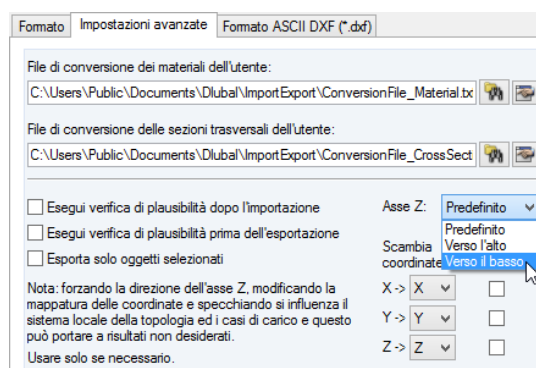 Formato Impostazioni avanzate Formato ASCII DXF (*.dxf)
File di conversione dei materiali dell'utente:
C:\Users\Public\Documents\Dlubal\ImportExport\ConversionFile_Material.tx
File di conversione delle sezioni trasversali dell'utente:
C:\Users\Public\Documents\Dlubal\ImportExport\ConversionFile_CrossSecti
Esegui verifica di plausibilità dopo l'importazione
Esegui verifica di plausibilità prima dell'esportazione
Esporta solo oggetti selezionati
Nota: forzando la direzione dell'asse Z, modificando la
mappatura delle coordinate e specchiando si influenza il
sistema locale della topologia ed i casi di carico e questo
può portare a risultati non desiderati.
Usare solo se necessario.
Asse Z: Predefinito
Predefinito
Verso l'alto
Verso il basso
Scambia
coordinate
X -> X
Y -> Y
Z -> Z